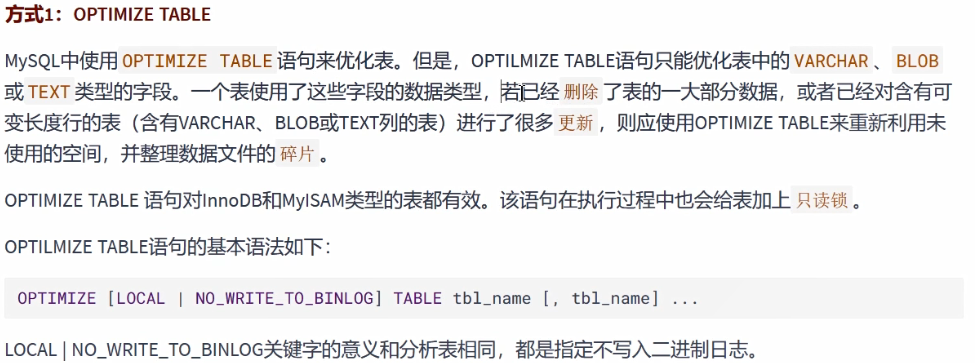 方式1：OPTIMIZE TABLE
MySQL中使用 OPTIMIZE TABLE 语句来优化表。但是，OPTILMIZE TABLE语句只能优化表中的 VARCHAR 、 BLOB
或 TEXT 类型的字段。一个表使用了这些字段的数据类型，若已经 删除 了表的一大部分数据，或者已经对含有可
变长度行的表（含有VARCHAR、BLOB或TEXT列的表）进行了很多 更新 ，则应使用OPTIMIZE TABLE来重新利用未
使用的空间，并整理数据文件的 碎片 。
OPTIMIZE TABLE 语句对InnoDB和MyISAM类型的表都有效。该语句在执行过程中也会给表加上 只读锁 。
OPTILMIZE TABLE语句的基本语法如下：
OPTIMIZE [LOCAL | NO_WRITE_TO_BINLOG] TABLE tbl_name [, tbl_name] ...
LOCAL | NO_WRITE_TO_BINLOG关键字的意义和分析表相同，都是指定不写入二进制日志。